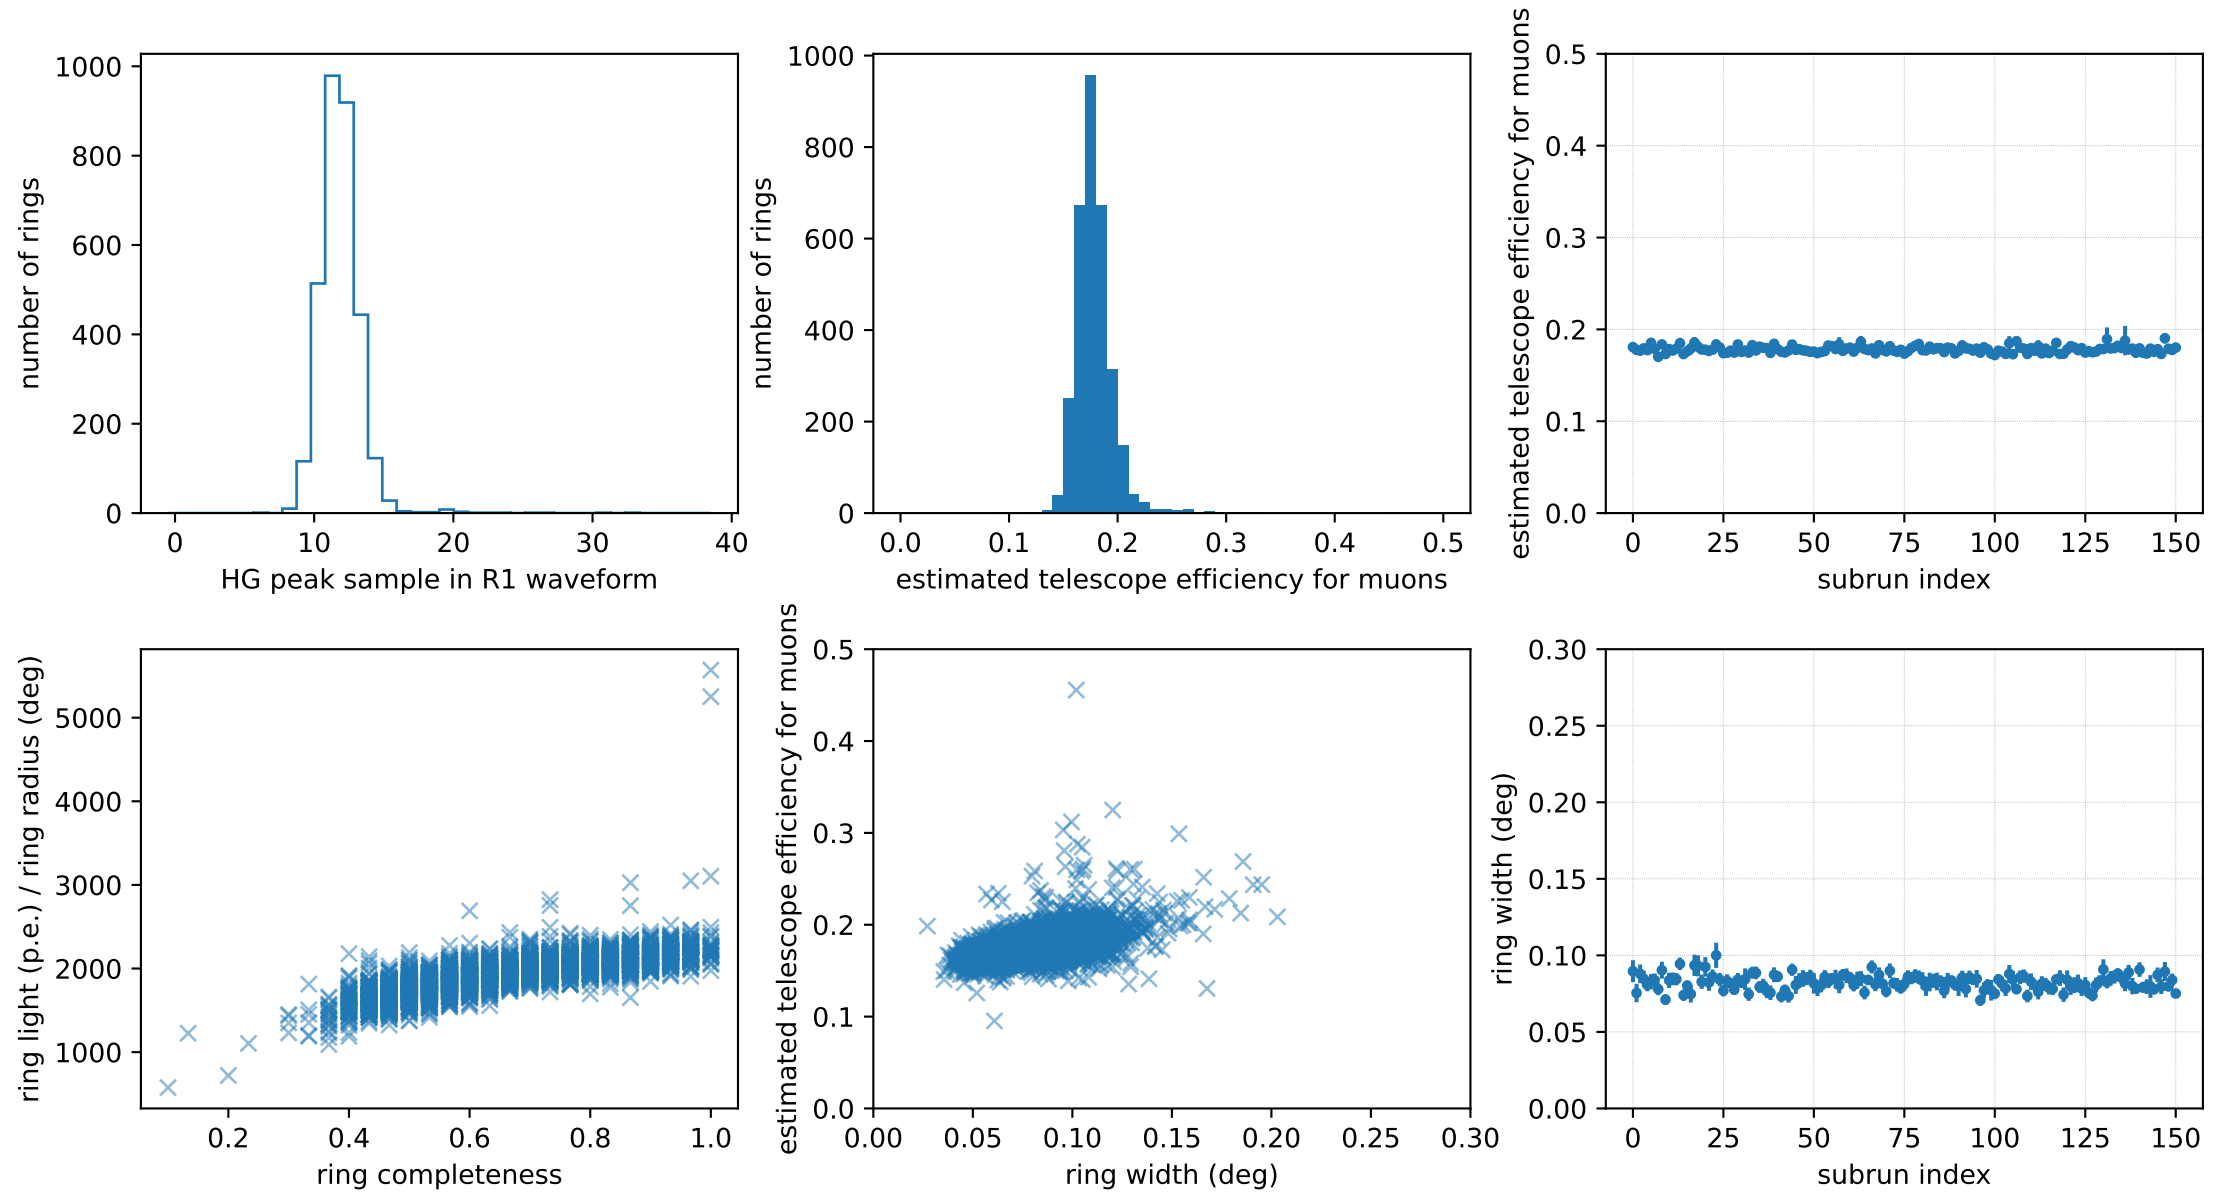 number of rings
1000
800
600
400
200
0
0 10 20 30 40
HG peak sample in R1 waveform
number of rings
1000
800
600
400
200
0
0.0 0.1 0.2 0.3 0.4 0.5
estimated telescope efficiency for muons
estimated telescope efficiency for muons
0.5
0.4
0.3
0.2
0.1
0.0
0 25 50 75 100 125 150
subrun index
ring light (p.e.) / ring radius (deg)
5000
4000
3000
2000
1000
0.2 0.4 0.6 0.8 1.0
ring completeness
estimated telescope efficiency for muons
0.5
0.4
0.3
0.2
0.1
0.0
0.00 0.05 0.10 0.15 0.20 0.25 0.30
ring width (deg)
ring width (deg)
0.30
0.25
0.20
0.15
0.10
0.05
0.00
0 25 50 75 100 125 150
subrun index